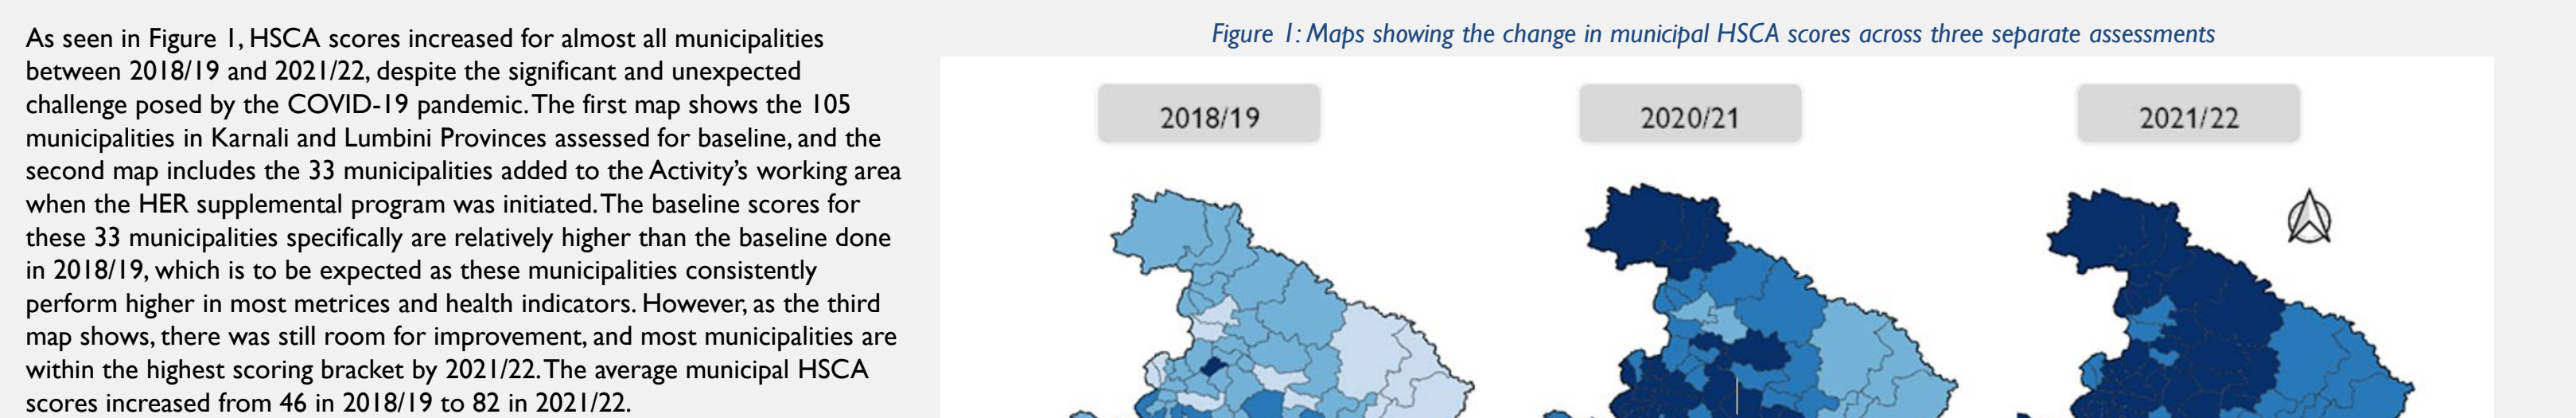 As seen in Figure 1, HSCA scores increased for almost all municipalities
between 2018/19 and 2021/22, despite the significant and unexpected
challenge posed by the COVID-19 pandemic. The first map shows the 105
municipalities in Karnali and Lumbini Provinces assessed for baseline, and the
second map includes the 33 municipalities added to the Activity's working area
when the HER supplemental program was initiated. The baseline scores for
these 33 municipalities specifically are relatively higher than the baseline done
in 2018/19, which is to be expected as these municipalities consistently
perform higher in most metrices and health indicators. However, as the third
map shows, there was still room for improvement, and most municipalities are
within the highest scoring bracket by 2021/22. The average municipal HSCA
scores increased from 46 in 2018/19 to 82 in 2021/22.
Figure 1: Maps showing the change in municipal HSCA scores across three separate assessments
2018/19
2020/21
2021/22